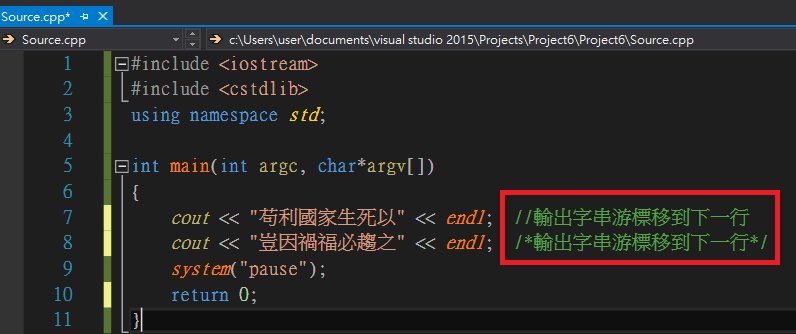 Source.cpp*
Source.cpp
c:\Users\user\documents\visual studio 2015\Projects\Project6\Project6\Source.cpp
1 #include <iostream>
2 #include <cstdlib>
3 using namespace std;
4
5 int main(int argc, char*argv[])
6 {
7 cout << "苟利國家生死以" << endl; //輸出字串游標移到下一行
8 cout << "豈因禍福必趨之" << endl; /*輸出字串游標移到下一行*/
9 system("pause");
10 return 0;
11 }